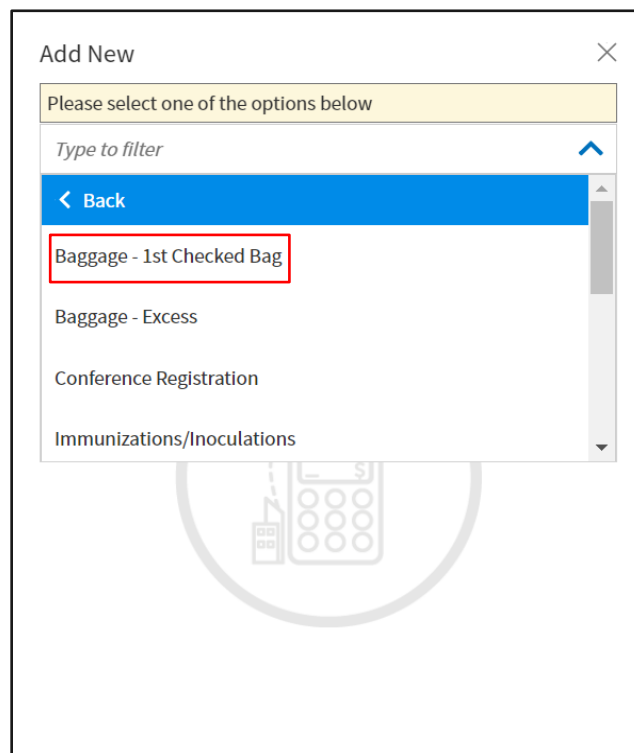 Add New
Please select one of the options below
Type to filter
Back
Baggage - 1st Checked Bag
Baggage - Excess
Conference Registration
Immunizations/Inoculations
$